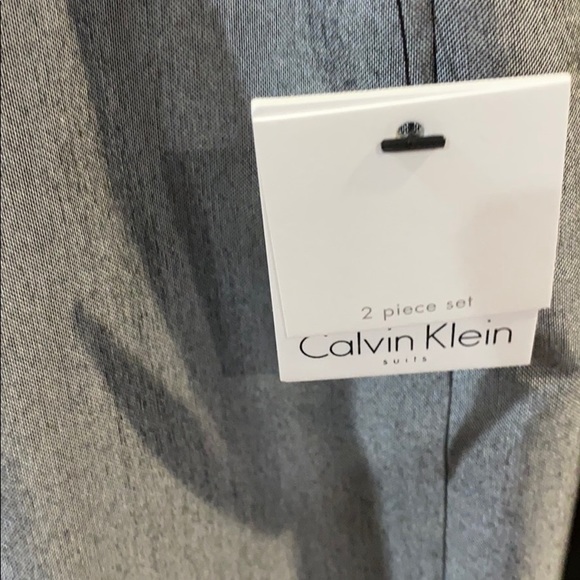 2 piece set
Calvin Klein
suits